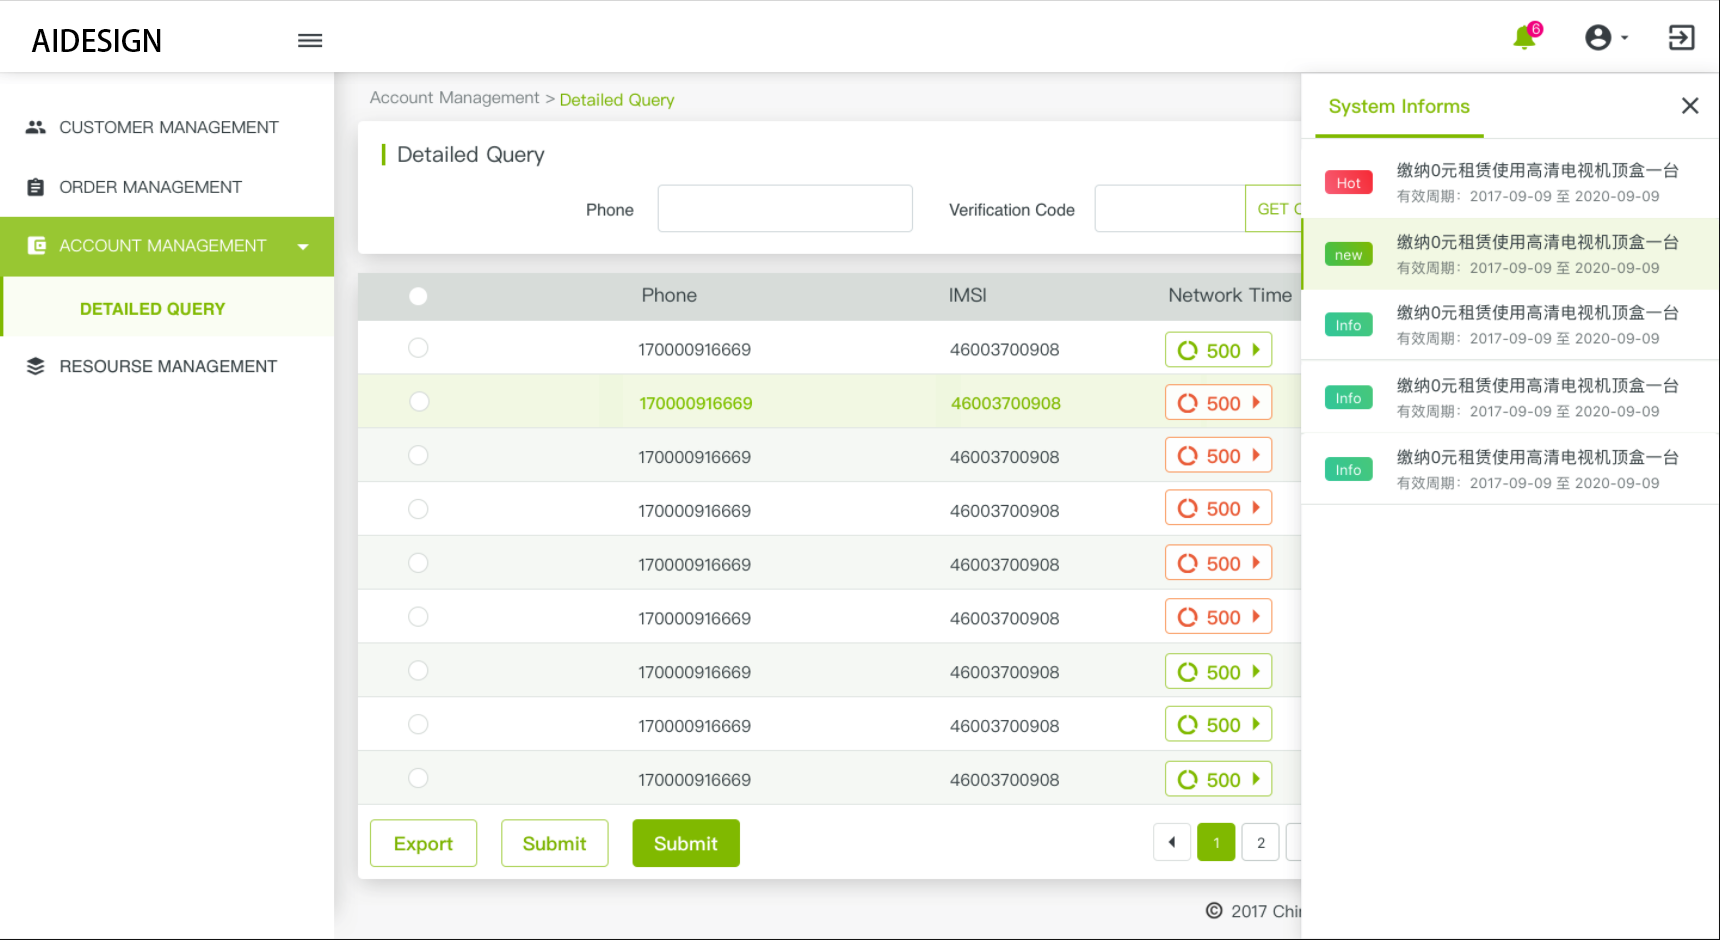 AIDESIGN
6
CUSTOMER MANAGEMENT
ORDER MANAGEMENT
ACCOUNT MANAGEMENT
DETAILED QUERY
RESOURSE MANAGEMENT
Account Management > Detailed Query
Detailed Query
Phone
Verification Code
GET
Phone IMSI Network Time
170000916669 46003700908 500
170000916669 46003700908 500
170000916669 46003700908 500
170000916669 46003700908 500
170000916669 46003700908 500
170000916669 46003700908 500
170000916669 46003700908 500
170000916669 46003700908 500
170000916669 46003700908 500
Export Submit Submit
1 2
© 2017
System Informs
Hot
缴纳0元租赁使用高清电视机顶盒一台
有效周期：2017-09-09 至 2020-09-09
new
缴纳0元租赁使用高清电视机顶盒一台
有效周期：2017-09-09 至 2020-09-09
Info
缴纳0元租赁使用高清电视机顶盒一台
有效周期：2017-09-09 至 2020-09-09
Info
缴纳0元租赁使用高清电视机顶盒一台
有效周期：2017-09-09 至 2020-09-09
Info
缴纳0元租赁使用高清电视机顶盒一台
有效周期：2017-09-09 至 2020-09-09